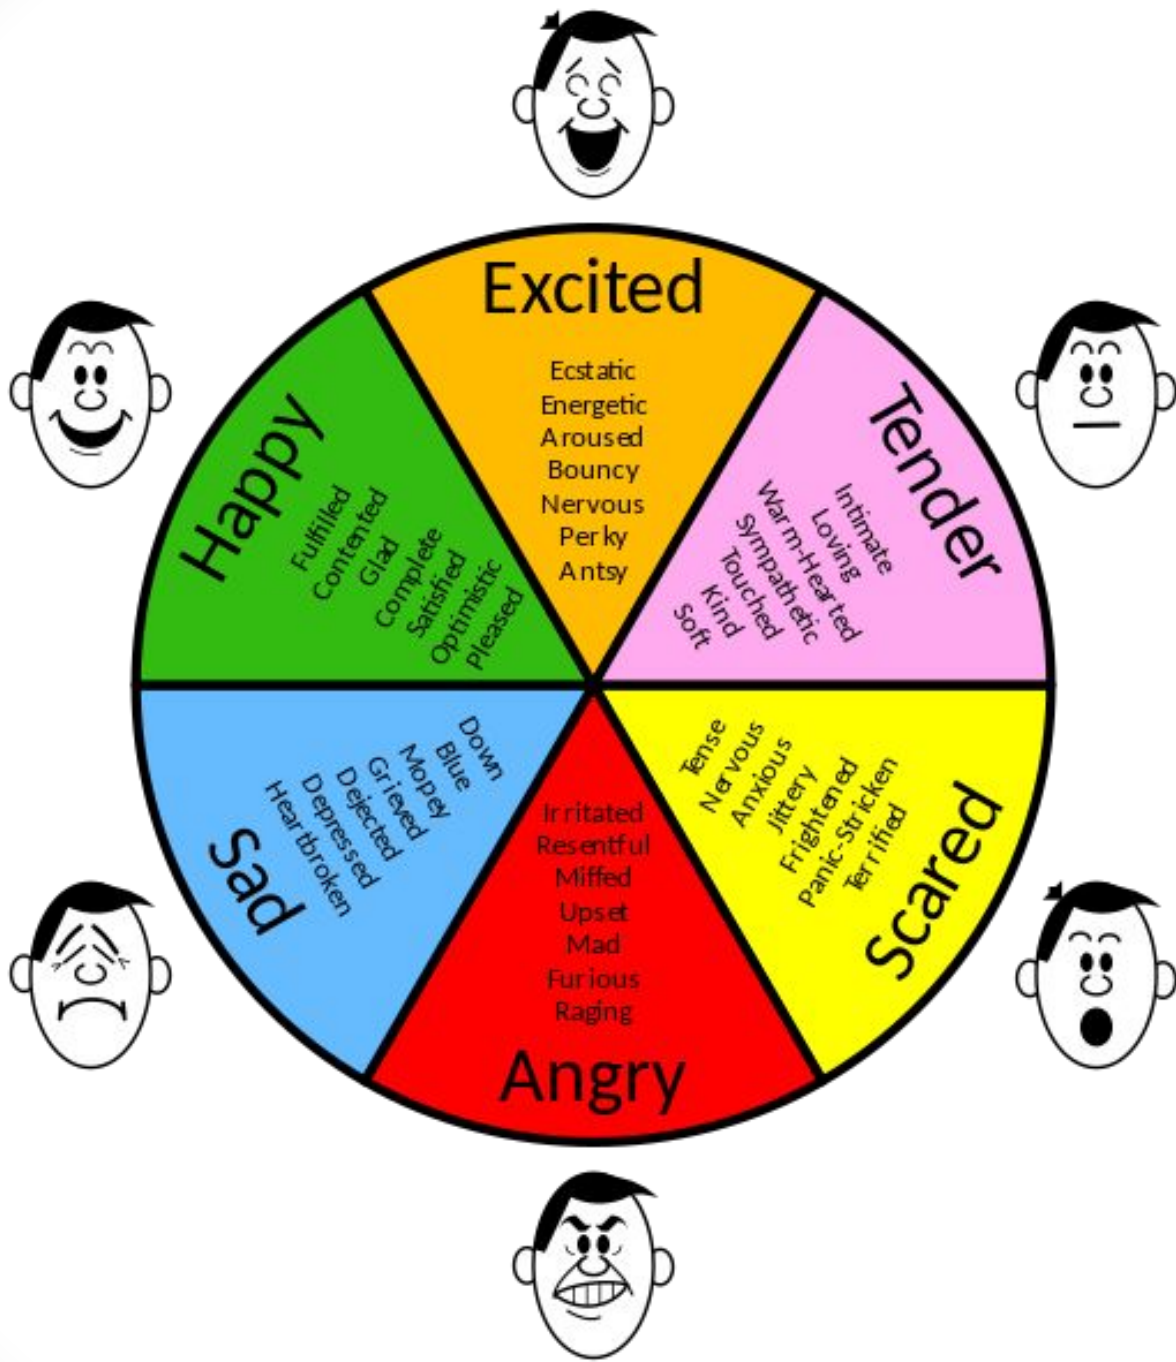 Excited
Ecstatic
Energetic
Aroused
Bouncy
Nervous
Perky
Antsy
Tender
Intimate
Loving
Warm-Hearted
Sympathetic
Touched
Kind
Soft
Scared
Tense
Nervous
Anxious
Jittery
Frightened
Panic-Stricken
Terrified
Angry
Irritated
Resentful
Miffed
Upset
Mad
Furious
Raging
Sad
Down
Blue
Mopey
Grieved
Dejected
Depressed
Heartbroken
Happy
Fulfilled
Contented
Glad
Complete
Satisfied
Optimistic
Pleased